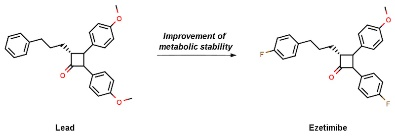 O
Improvement of
metabolic stability
O
F
O
O
O
F
Lead
Ezetimibe